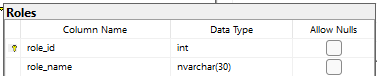 Roles
Column Name Data Type Allow Nulls
role_id int
role_name nvarchar(30)